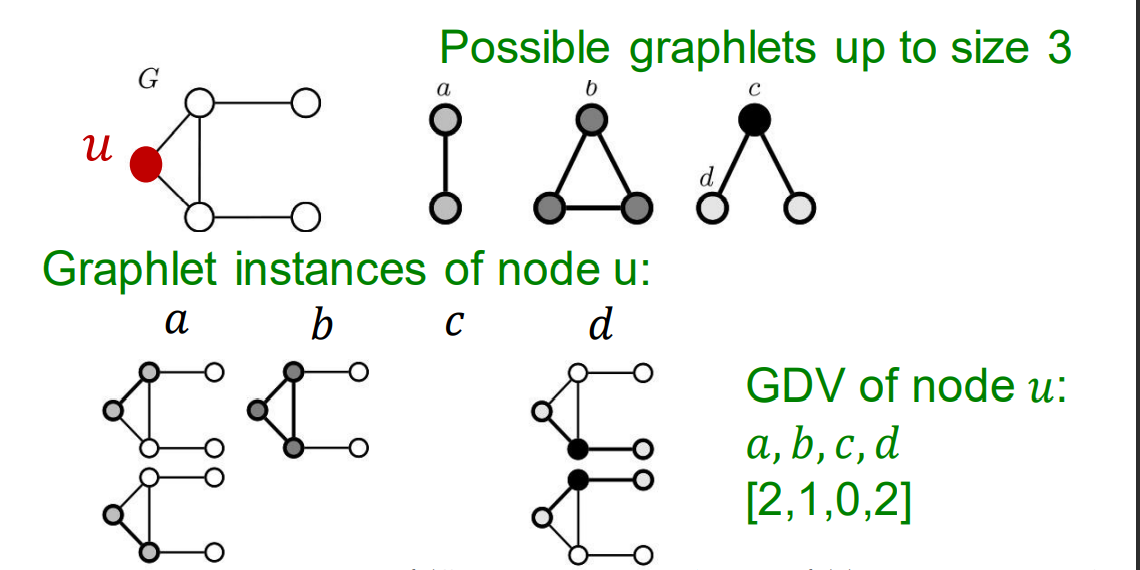 Possible graphlets up to size 3
G
a
b
c
u
d
Graphlet instances of node u:
a
b
c
d
GDV of node u:
a, b, c, d
[2,1,0,2]